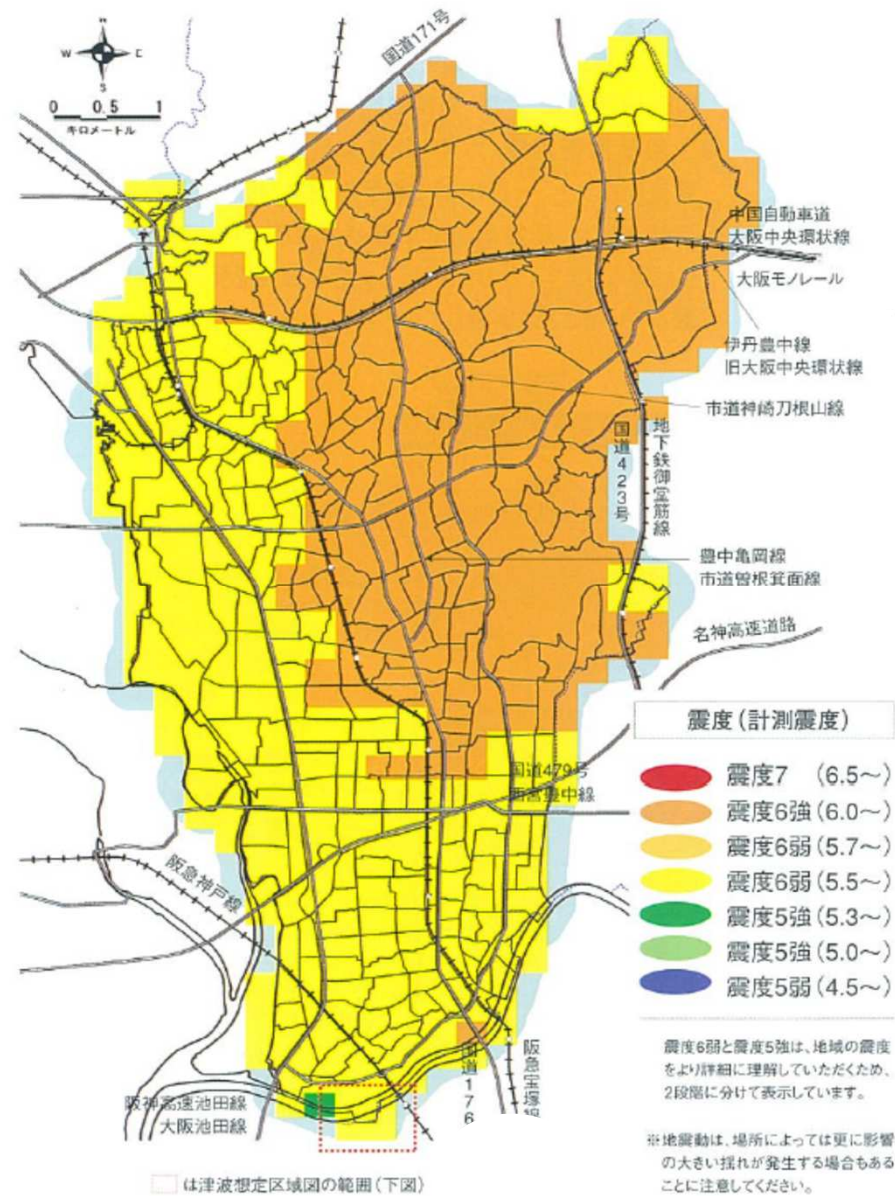 N
W
E
S
0 0.5 1
キロメートル
国道171号
中国自動車道
大阪中央環状線
大阪モノレール
伊丹豊中線
旧大阪中央環状線
市道神崎刀根山線
国道423号
地下鉄御堂筋線
豊中亀岡線
市道曽根箕面線
名神高速道路
国道479号
西宮豊中線
阪急神戸線
国道176
阪急宝塚線
阪神高速池田線
大阪池田線
は津波想定区域図の範囲(下図)
震度(計測震度)
震度7 (6.5~)
震度6強(6.0~)
震度6弱(5.7~)
震度6弱(5.5~)
震度5強(5.3~)
震度5強(5.0~)
震度5弱(4.5~)
震度6弱と震度5強は、地域の震度
をより詳細に理解していただくため、
2段階に分けて表示しています。
※地震動は、場所によっては更に影響
の大きい揺れが発生する場合もある
ことに注意してください。